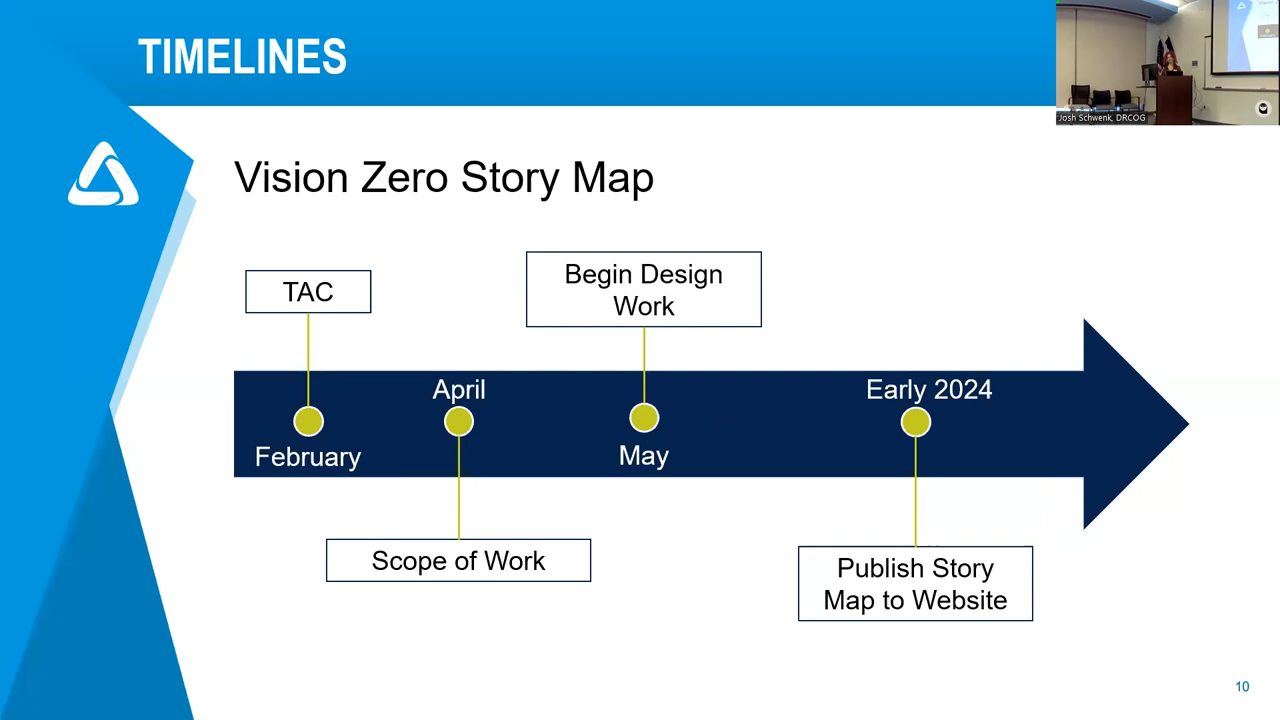 TIMELINES
Josh Schwenk, DRCOG
Vision Zero Story Map
TAC
Begin Design
Work
April
Early 2024
February
May
Scope of Work
Publish Story
Map to Website
10